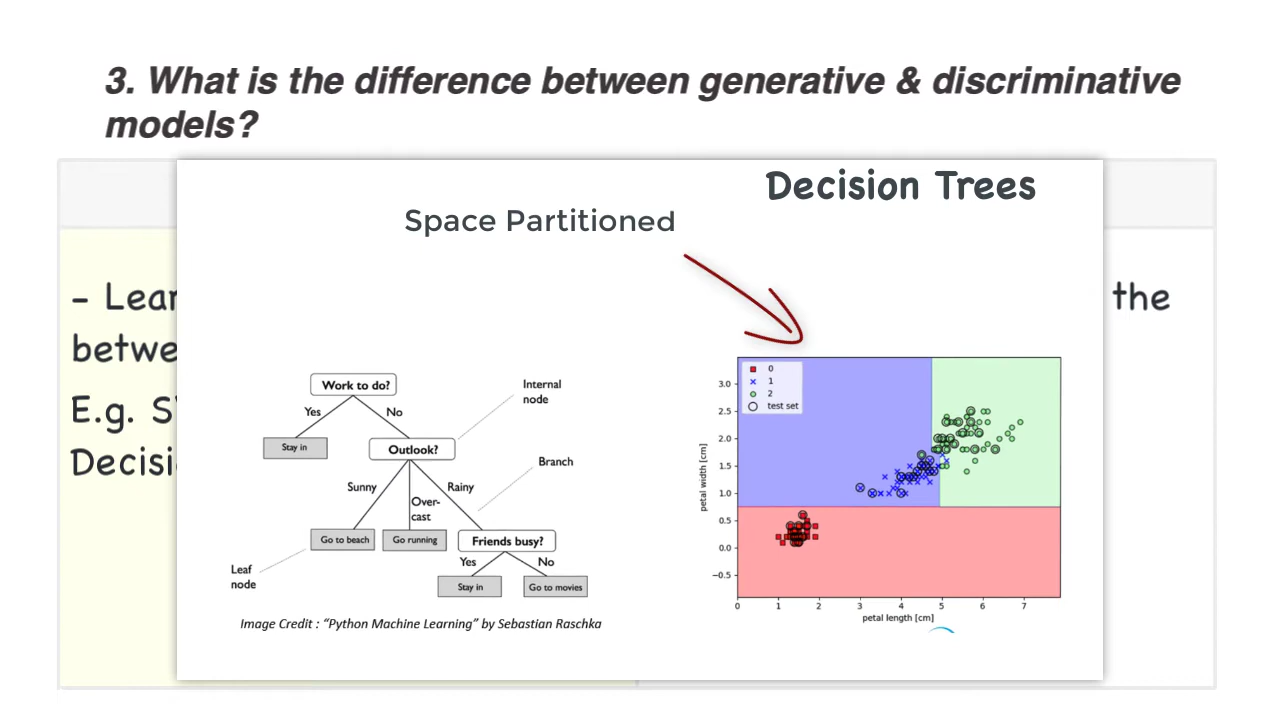 3. What is the difference between generative & discriminative
models?
Decision Trees
Space Partitioned
- Lear
betwe
E.g. S
Decisi
the
Work to do?
Yes
No
Stay in
Outlook?
Internal
node
Branch
Sunny
Over-
cast
Rainy
Go to beach
Go running
Friends busy?
Yes
No
Stay in
Go to movies
Leaf
node
Image Credit : “Python Machine Learning” by Sebastian Raschka
0
1
2
test set
petal width [cm]
3.0
2.5
2.0
1.5
1.0
0.5
0.0
−0.5
0 1 2 3 4 5 6 7
petal length [cm]